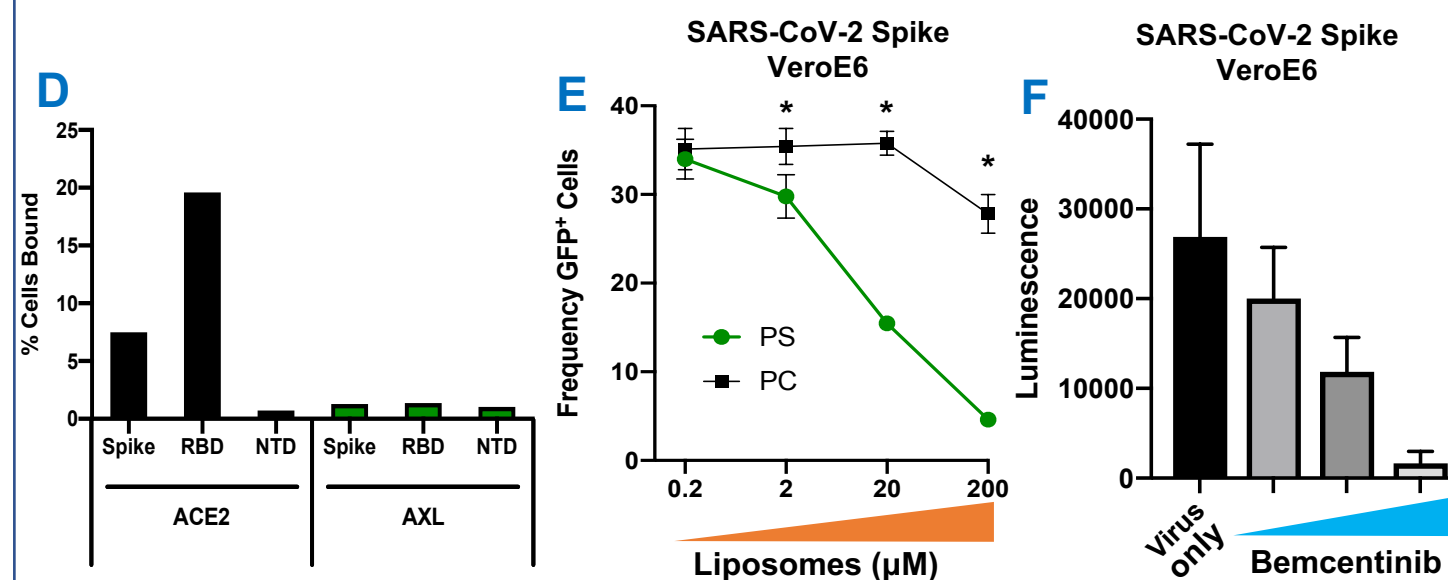 D
25
20
15
10
5
0
% Cells Bound
Spike RBD NTD Spike RBD NTD
ACE2 AXL
E
SARS-CoV-2 Spike
VeroE6
40
30
20
10
0
Frequency GFP⁺ Cells
* * *
PS
PC
0.2 2 20 200
Liposomes (µM)
F
SARS-CoV-2 Spike
VeroE6
40000
30000
20000
10000
0
Luminescence
Virus
only
Bemcentinib